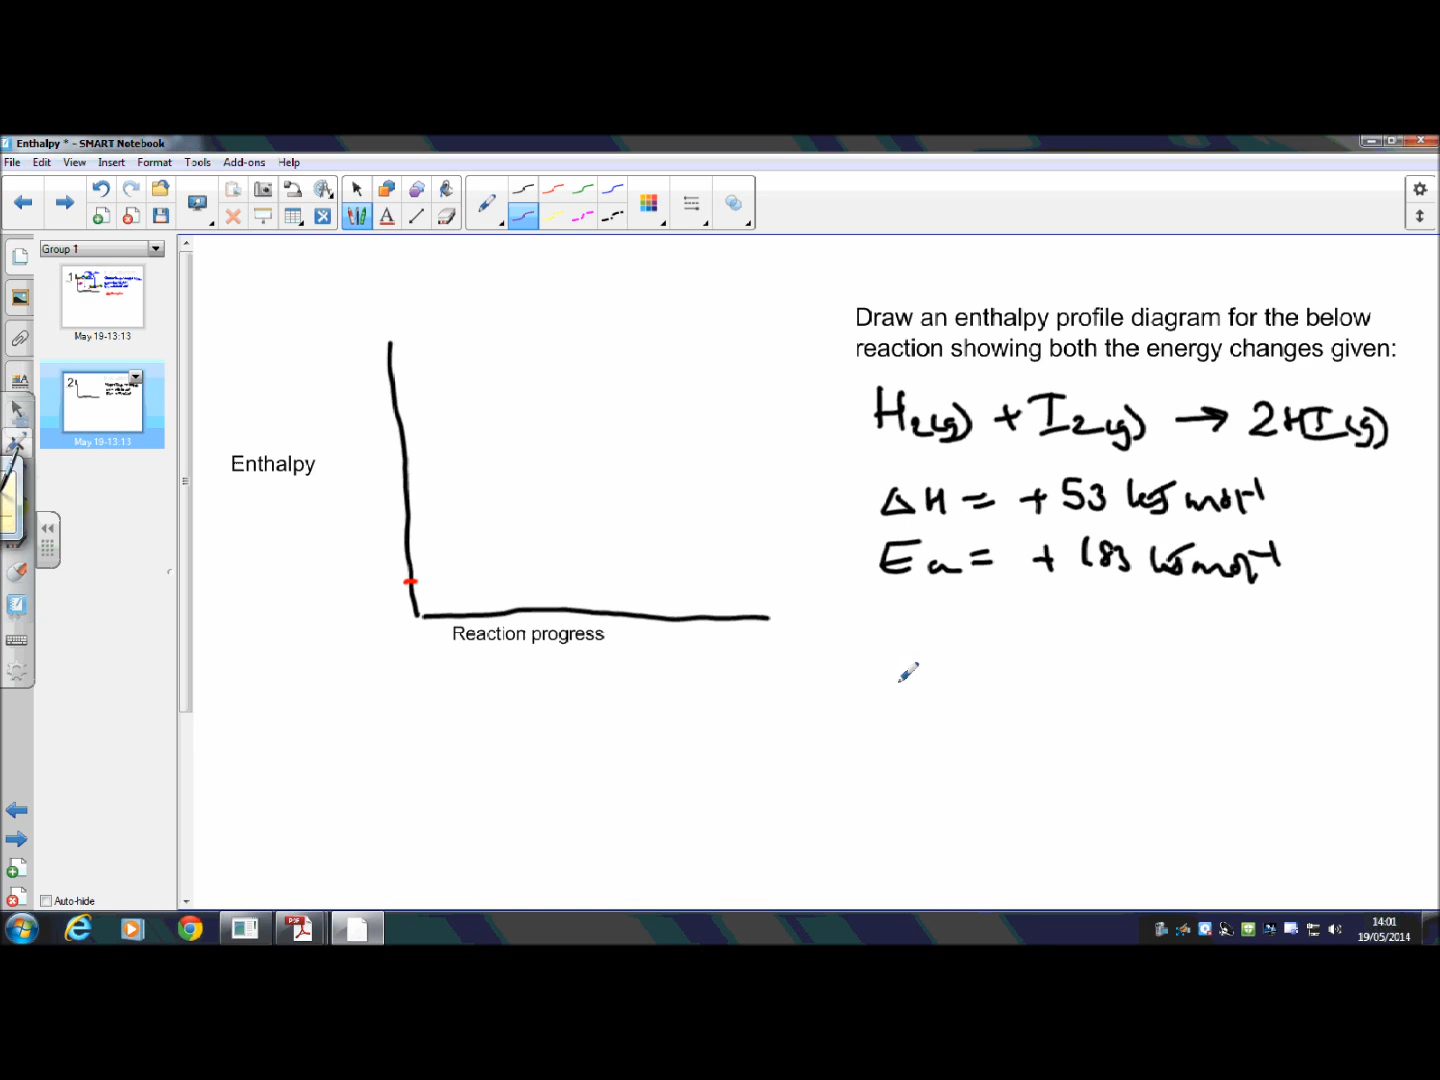 Enthalpy * - SMART Notebook
File Edit View Insert Format Tools Add-ons Help
Group 1
1
May 19-13:13
2
May 19-13:13
Auto-hide
Draw an enthalpy profile diagram for the below
reaction showing both the energy changes given:
H2(g) + I2(g) → 2HI(g)
ΔH = + 53 kJ mol-1
Ea = + 183 kJ mol-1
Enthalpy
Reaction progress
14:01
19/05/2014